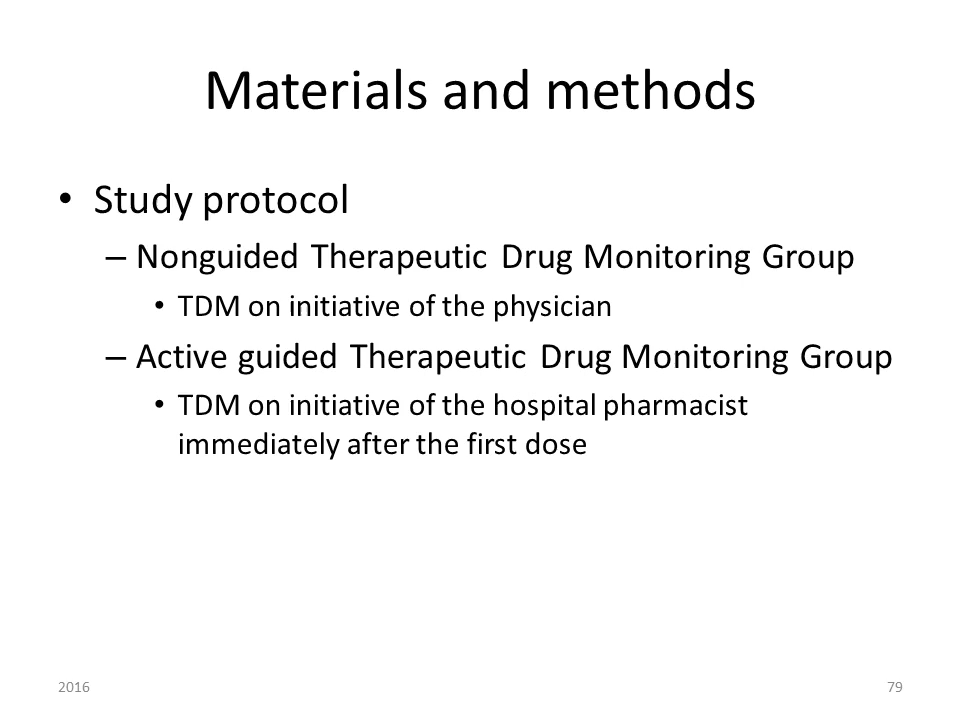 Materials and methods
• Study protocol
– Nonguided Therapeutic Drug Monitoring Group
• TDM on initiative of the physician
– Active guided Therapeutic Drug Monitoring Group
• TDM on initiative of the hospital pharmacist
immediately after the first dose
2016
79